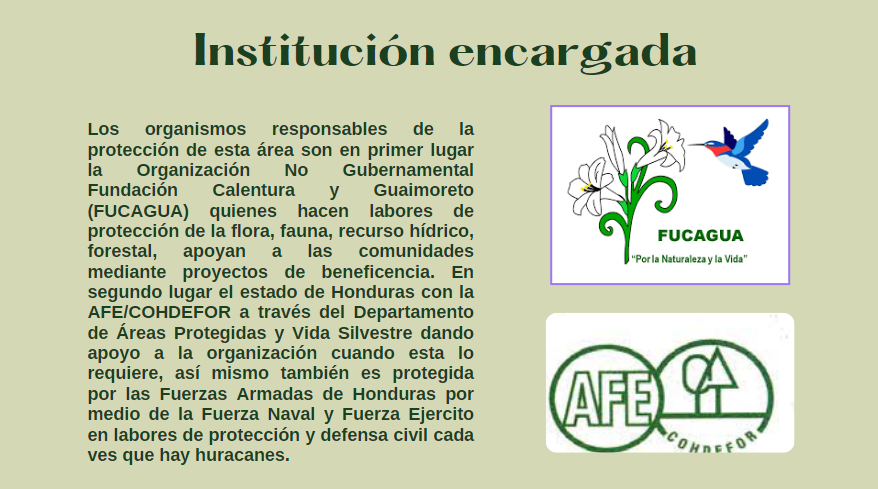 Institución encargada
Los organismos responsables de la
protección de esta área son en primer lugar
la Organización No Gubernamental
Fundación Calentura y Guaimoreto
(FUCAGUA) quienes hacen labores de
protección de la flora, fauna, recurso hídrico,
forestal, apoyan a las comunidades
mediante proyectos de beneficencia. En
segundo lugar el estado de Honduras con la
AFE/COHDEFOR a través del Departamento
de Áreas Protegidas y Vida Silvestre dando
apoyo a la organización cuando esta lo
requiere, así mismo también es protegida
por las Fuerzas Armadas de Honduras por
medio de la Fuerza Naval y Fuerza Ejercito
en labores de protección y defensa civil cada
ves que hay huracanes.
FUCAGUA
"Por la Naturaleza y la Vida"
AFE
COHDEFOR